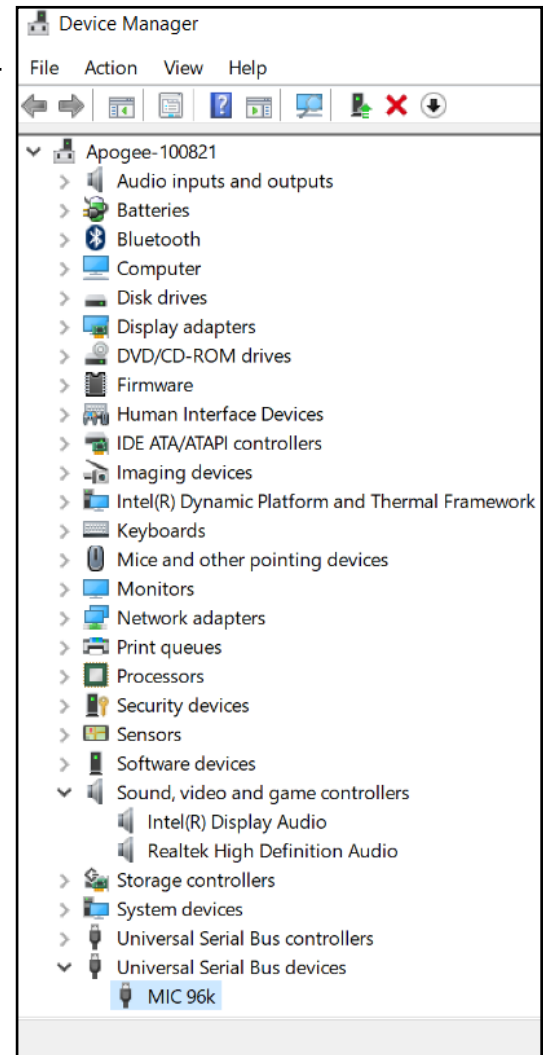 Device Manager
File Action View Help
Apogee-100821
Audio inputs and outputs
Batteries
Bluetooth
Computer
Disk drives
Display adapters
DVD/CD-ROM drives
Firmware
Human Interface Devices
IDE ATA/ATAPI controllers
Imaging devices
Intel(R) Dynamic Platform and Thermal Framework
Keyboards
Mice and other pointing devices
Monitors
Network adapters
Print queues
Processors
Security devices
Sensors
Software devices
Sound, video and game controllers
Intel(R) Display Audio
Realtek High Definition Audio
Storage controllers
System devices
Universal Serial Bus controllers
Universal Serial Bus devices
MIC 96k